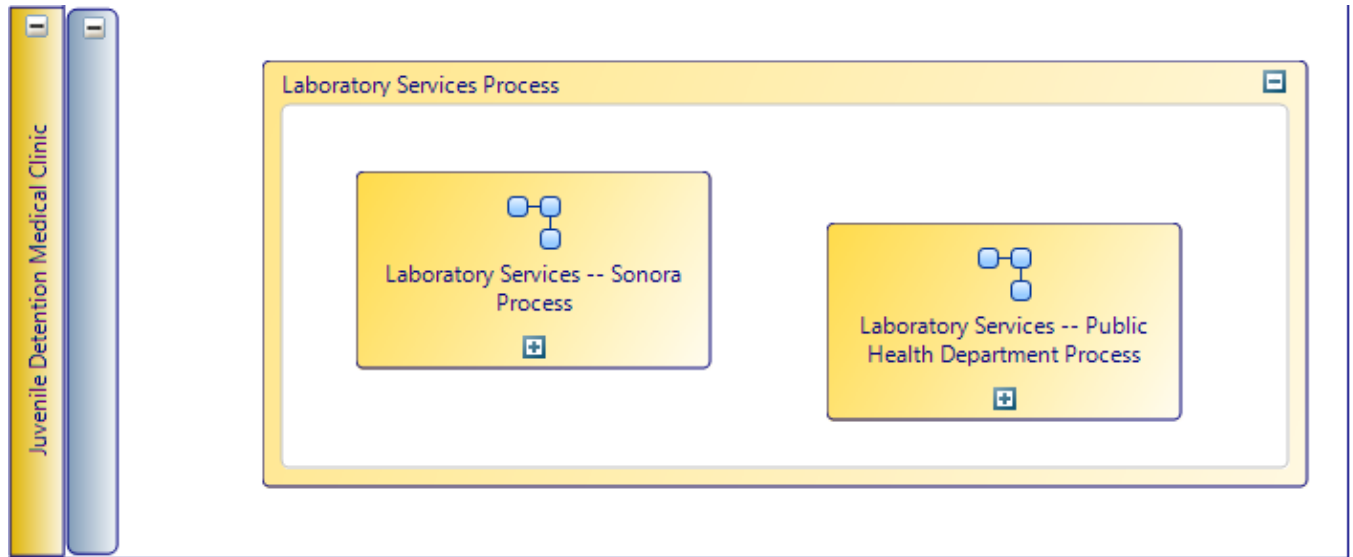 Juvenile Detention Medical Clinic
Laboratory Services Process
Laboratory Services -- Sonora
Process
Laboratory Services -- Public
Health Department Process